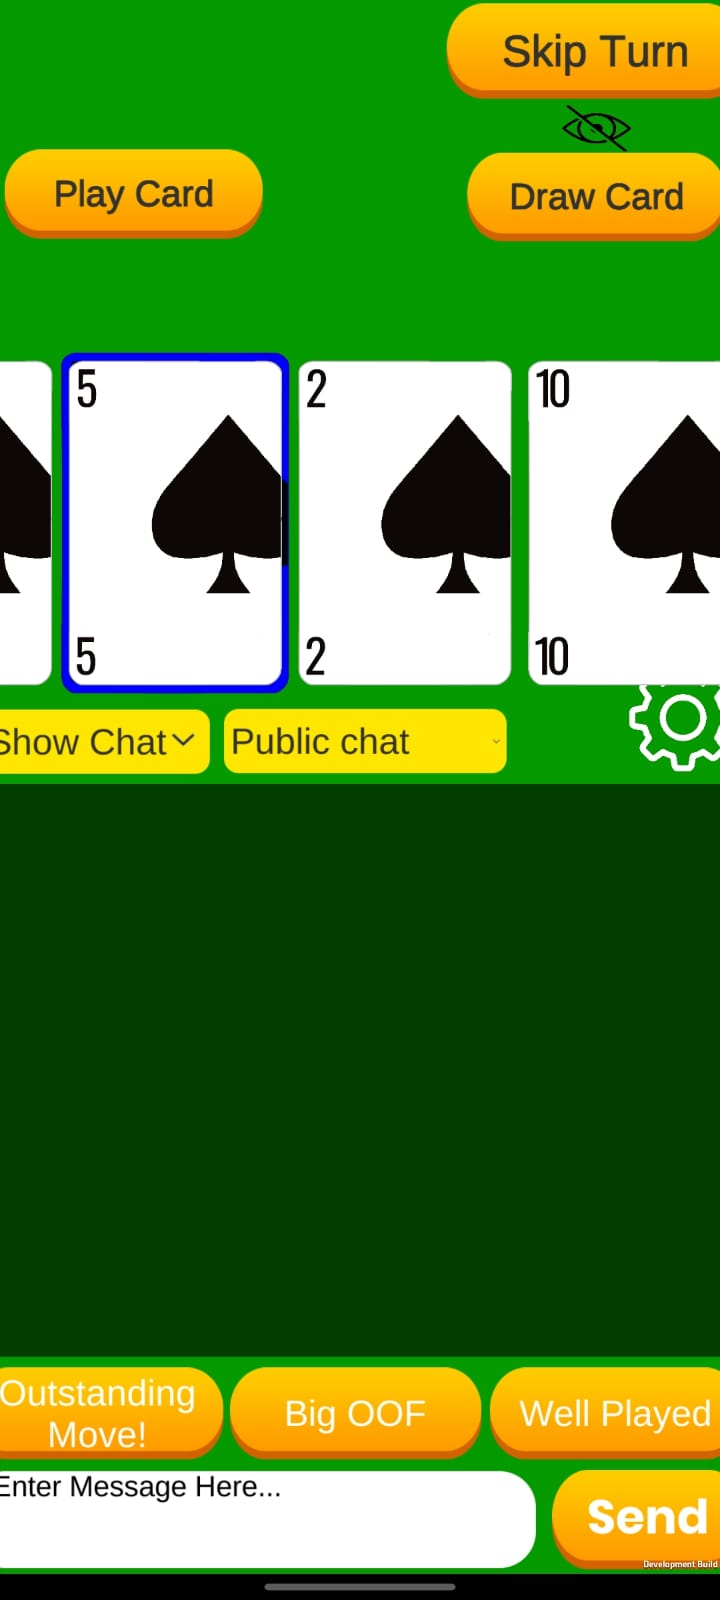 Skip Turn
Play Card
Draw Card
5
2
10
5
2
10
Show Chat
Public chat
Outstanding
Move!
Big OOF
Well Played
Enter Message Here...
Send
Development Build